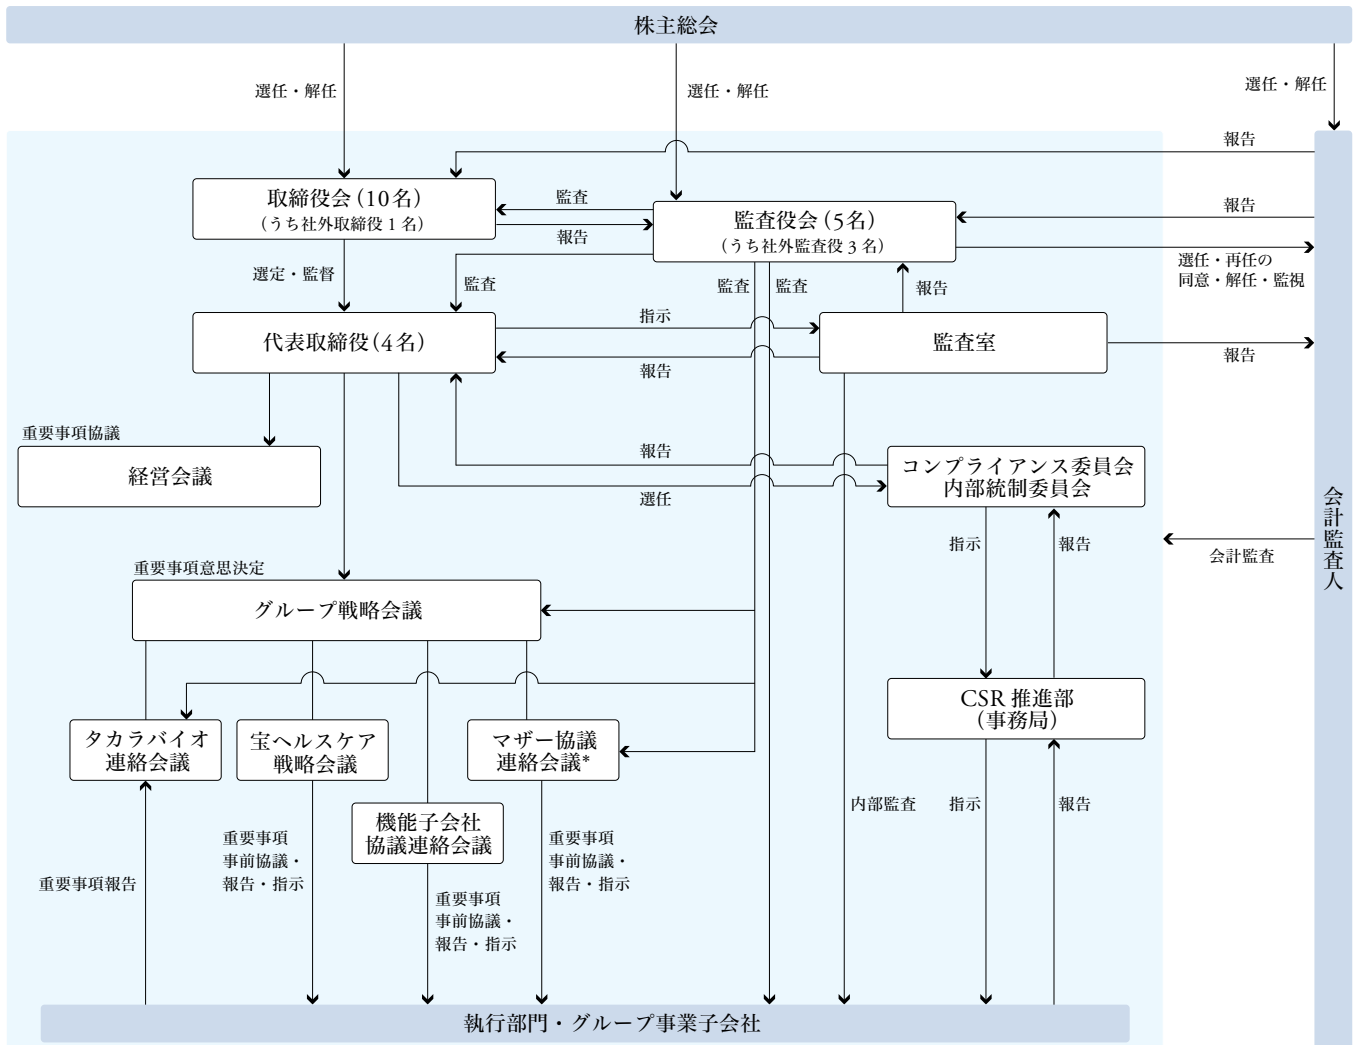 株主総会
選任・解任
選任・解任
選任・解任
報告
取締役会（10名）
（うち社外取締役1名）
監査
報告
監査役会（5名）
（うち社外監査役3名）
報告
選任・再任の
同意・解任・監視
選定・監督
監査
監査
監査
報告
代表取締役（4名）
指示
報告
監査室
報告
重要事項協議
経営会議
報告
選任
コンプライアンス委員会
内部統制委員会
会計監査人
指示
報告
会計監査
重要事項意思決定
グループ戦略会議
CSR推進部
（事務局）
タカラバイオ
連絡会議
宝ヘルスケア
戦略会議
マザー協議
連絡会議*
機能子会社
協議連絡会議
内部監査
指示
報告
重要事項報告
重要事項
事前協議・
報告・指示
重要事項
事前協議・
報告・指示
重要事項
事前協議・
報告・指示
執行部門・グループ事業子会社